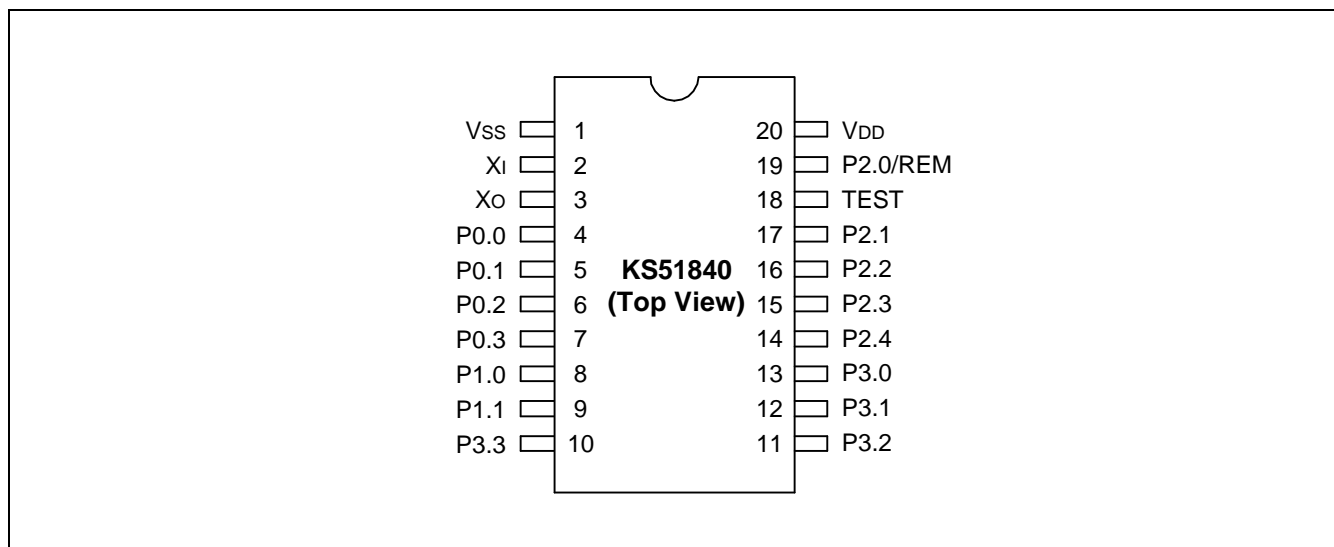 VSS 1 20 VDD
XI 2 19 P2.0/REM
XO 3 18 TEST
P0.0 4 17 P2.1
P0.1 5 KS51840 16 P2.2
P0.2 6 (Top View) 15 P2.3
P0.3 7 14 P2.4
P1.0 8 13 P3.0
P1.1 9 12 P3.1
P3.3 10 11 P3.2